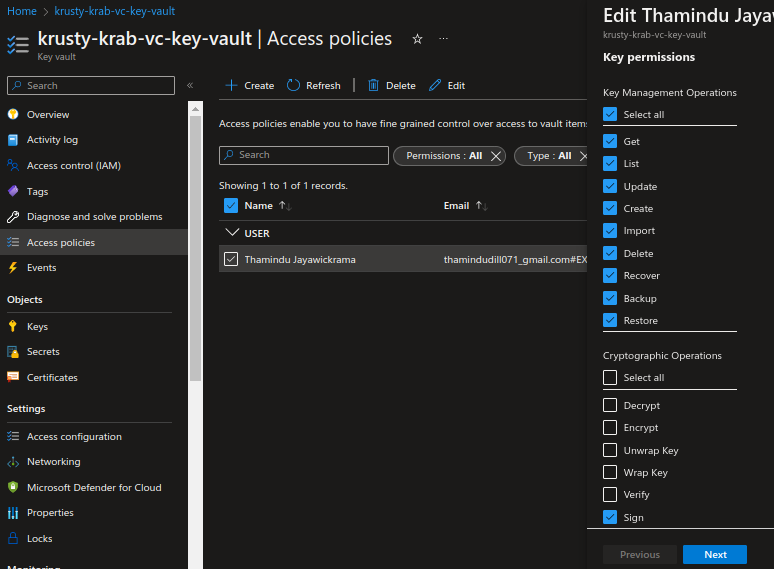 Home > krusty-krab-vc-key-vault
krusty-krab-vc-key-vault | Access policies
Key vault
Search
Overview
Activity log
Access control (IAM)
Tags
Diagnose and solve problems
Access policies
Events
Objects
Keys
Secrets
Certificates
Settings
Access configuration
Networking
Microsoft Defender for Cloud
Properties
Locks
Monitoring
Create Refresh Delete Edit
Access policies enable you to have fine grained control over access to vault items
Search Permissions : All Type : All
Showing 1 to 1 of 1 records.
Name Email
USER
Thamindu Jayawickrama thamindudill071_gmail.com#EX
Edit Thamindu Jayaw
krusty-krab-vc-key-vault
Key permissions
Key Management Operations
Select all
Get
List
Update
Create
Import
Delete
Recover
Backup
Restore
Cryptographic Operations
Select all
Decrypt
Encrypt
Unwrap Key
Wrap Key
Verify
Sign
Previous Next